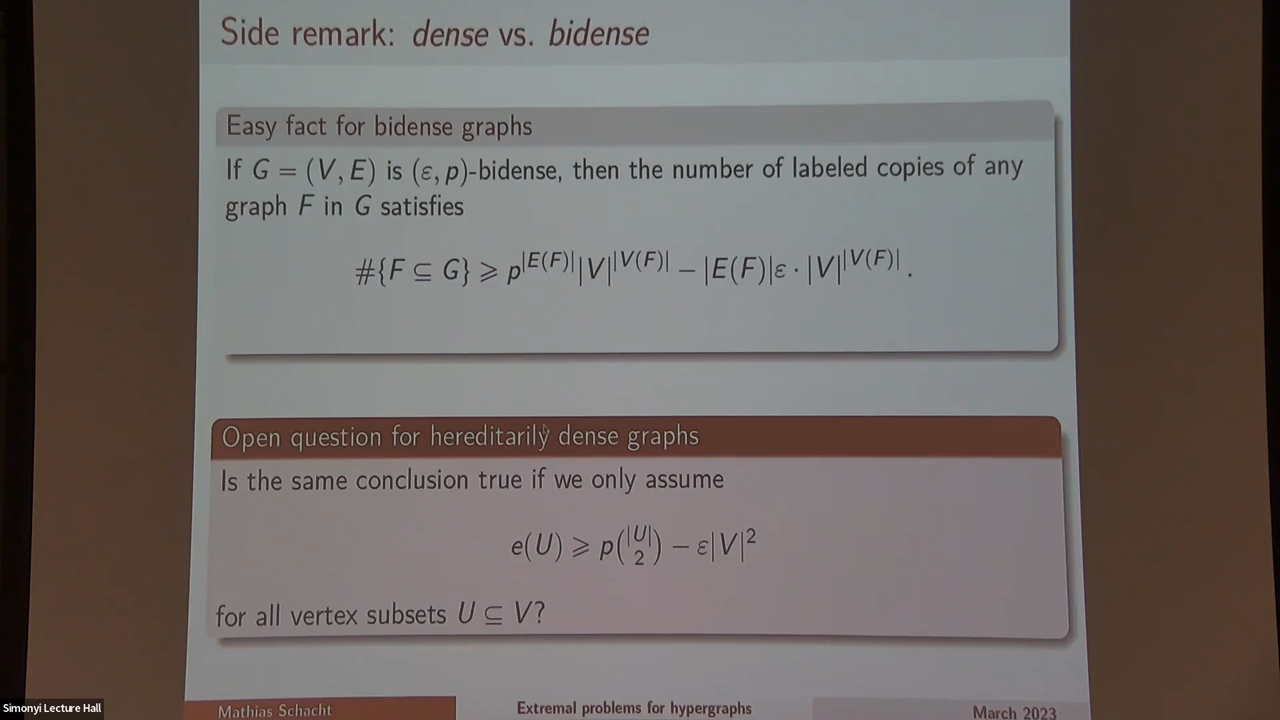 Side remark: dense vs. bidense
Easy fact for bidense graphs
If G = (V, E) is (ε, p)-bidense, then the number of labeled copies of any
graph F in G satisfies
#{F ⊆ G} ⩾ p^{|E(F)|}|V|^{|V(F)|} − |E(F)|ε · |V|^{|V(F)|} .
Open question for hereditarily dense graphs
Is the same conclusion true if we only assume
e(U) ⩾ p\binom{|U|}{2} − ε|V|^2
for all vertex subsets U ⊆ V?
Simonyi Lecture Hall
Mathias Schacht
Extremal problems for hypergraphs
March 2023